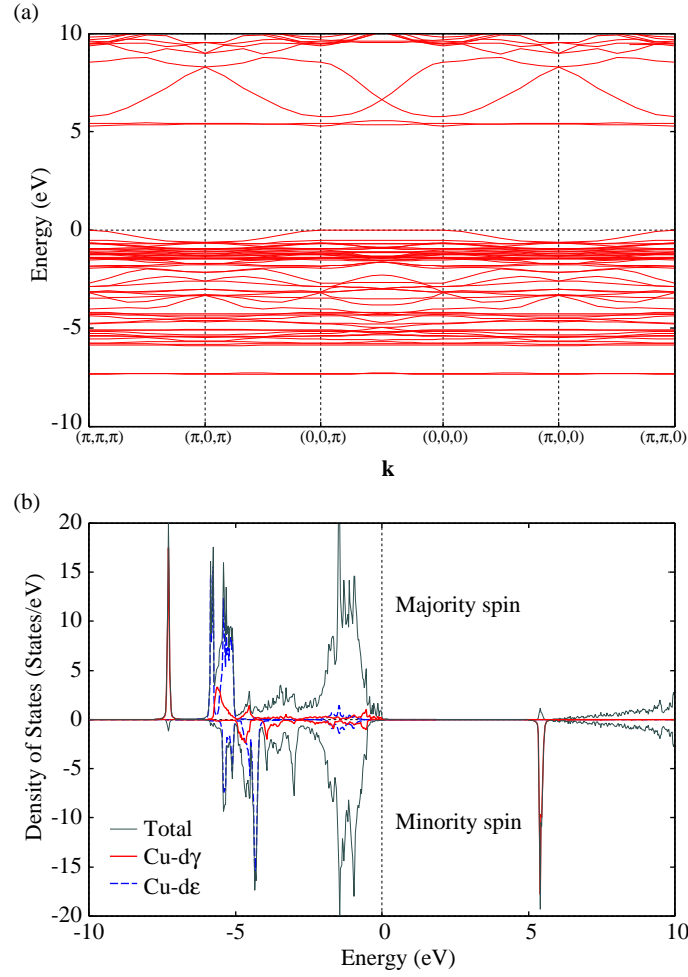 (a)
10
5
0
-5
-10
Energy (eV)
(π,π,π) (π,0,π) (0,0,π) (0,0,0) (π,0,0) (π,π,0)
k
(b)
20
15
10
5
0
-5
-10
-15
-20
Density of States (States/eV)
Majority spin
Minority spin
Total
Cu-dγ
Cu-dε
-10 -5 0 5 10
Energy (eV)